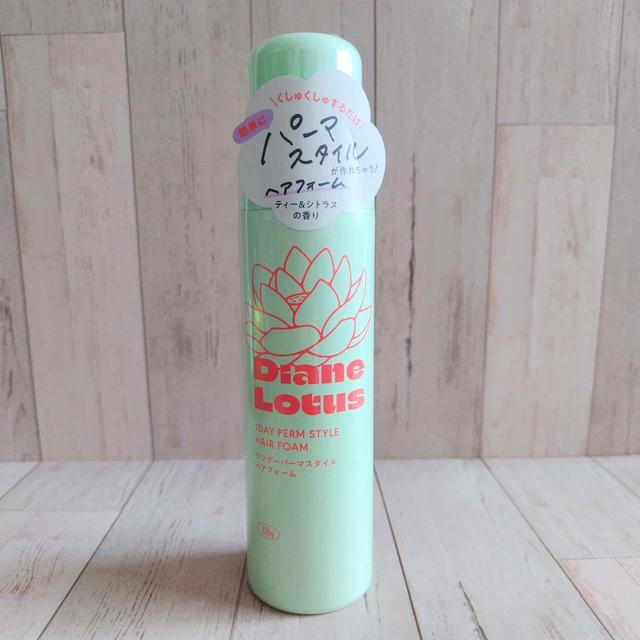 \くしゅくしゅするだけ/
簡単に
パーマ
スタイル
が作れちゃう!
ヘアフォーム
ティー&シトラス
の香り
Diane
Lotus
1DAY PERM STYLE
HAIR FOAM
ワンデーパーマスタイル
ヘアフォーム